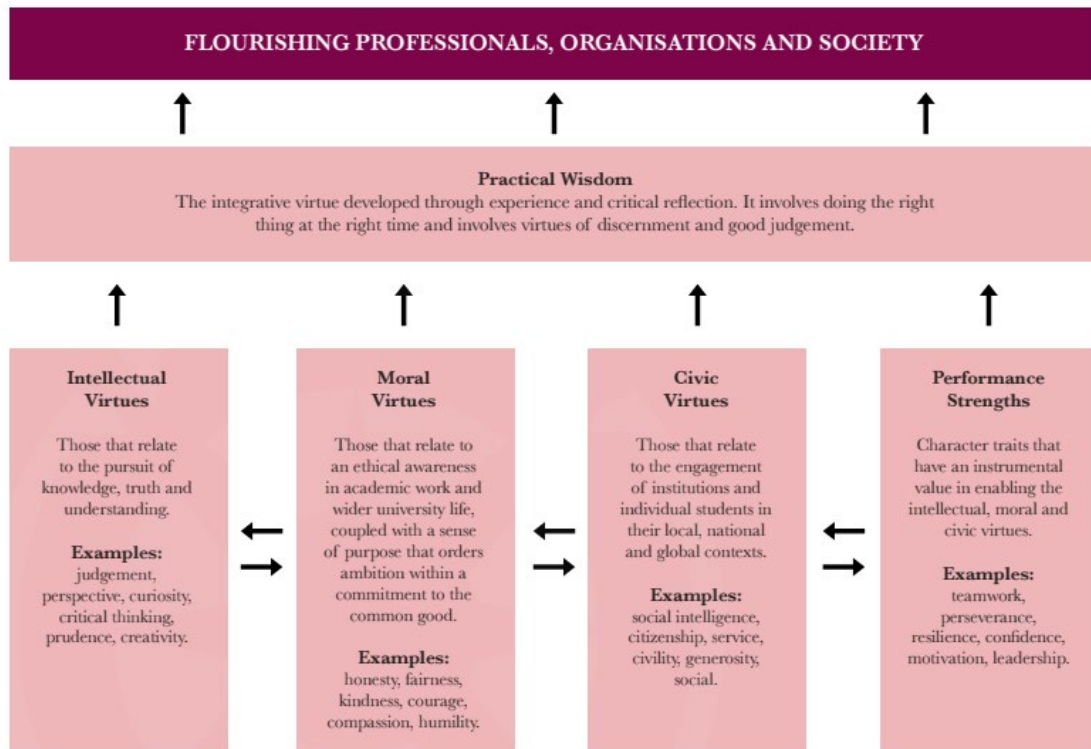 FLOURISHING PROFESSIONALS, ORGANISATIONS AND SOCIETY
Practical Wisdom
The integrative virtue developed through experience and critical reflection. It involves doing the right
thing at the right time and involves virtues of discernment and good judgement.
Intellectual
Virtues
Those that relate
to the pursuit of
knowledge, truth and
understanding.
Examples:
judgement,
perspective, curiosity,
critical thinking,
prudence, creativity.
Moral
Virtues
Those that relate to
an ethical awareness
in academic work and
wider university life,
coupled with a sense
of purpose that orders
ambition within a
commitment to the
common good.
Examples:
honesty, fairness,
kindness, courage,
compassion, humility.
Civic
Virtues
Those that relate
to the engagement
of institutions and
individual students in
their local, national
and global contexts.
Examples:
social intelligence,
citizenship, service,
civility, generosity,
social.
Performance
Strengths
Character traits that
have an instrumental
value in enabling the
intellectual, moral and
civic virtues.
Examples:
teamwork,
perseverance,
resilience, confidence,
motivation, leadership.